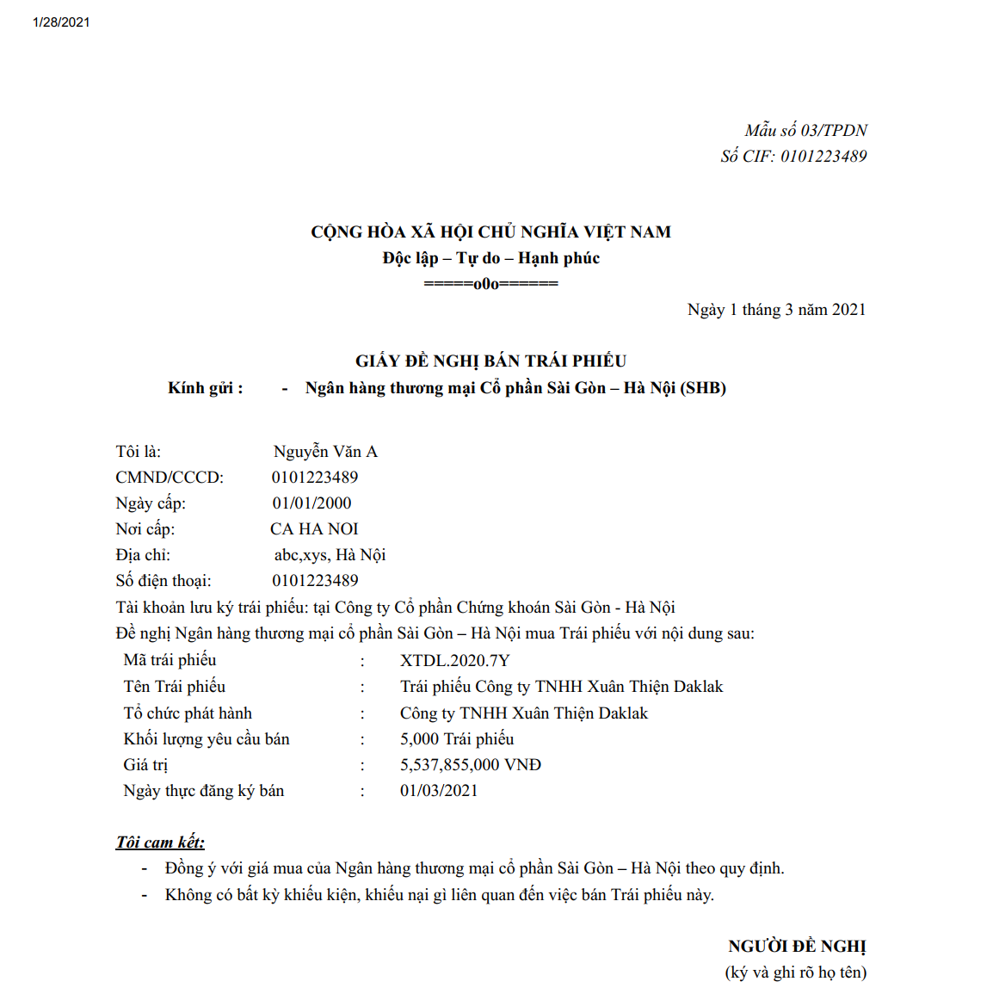 1/28/2021
Mẫu số 03/TPDN
Số CIF: 0101223489
CỘNG HÒA XÃ HỘI CHỦ NGHĨA VIỆT NAM
Độc lập – Tự do – Hạnh phúc
=====o0o======
Ngày 1 tháng 3 năm 2021
GIẤY ĐỀ NGHỊ BÁN TRÁI PHIẾU
Kính gửi : - Ngân hàng thương mại Cổ phần Sài Gòn – Hà Nội (SHB)
Tôi là: Nguyễn Văn A
CMND/CCCD: 0101223489
Ngày cấp: 01/01/2000
Nơi cấp: CA HA NOI
Địa chỉ: abc,xys, Hà Nội
Số điện thoại: 0101223489
Tài khoản lưu ký trái phiếu: tại Công ty Cổ phần Chứng khoán Sài Gòn - Hà Nội
Đề nghị Ngân hàng thương mại cổ phần Sài Gòn – Hà Nội mua Trái phiếu với nội dung sau:
Mã trái phiếu : XTDL.2020.7Y
Tên Trái phiếu : Trái phiếu Công ty TNHH Xuân Thiện Daklak
Tổ chức phát hành : Công ty TNHH Xuân Thiện Daklak
Khối lượng yêu cầu bán : 5,000 Trái phiếu
Giá trị : 5,537,855,000 VNĐ
Ngày thực đăng ký bán : 01/03/2021
Tôi cam kết:
- Đồng ý với giá mua của Ngân hàng thương mại cổ phần Sài Gòn – Hà Nội theo quy định.
- Không có bất kỳ khiếu kiện, khiếu nại gì liên quan đến việc bán Trái phiếu này.
NGƯỜI ĐỀ NGHỊ
(ký và ghi rõ họ tên)